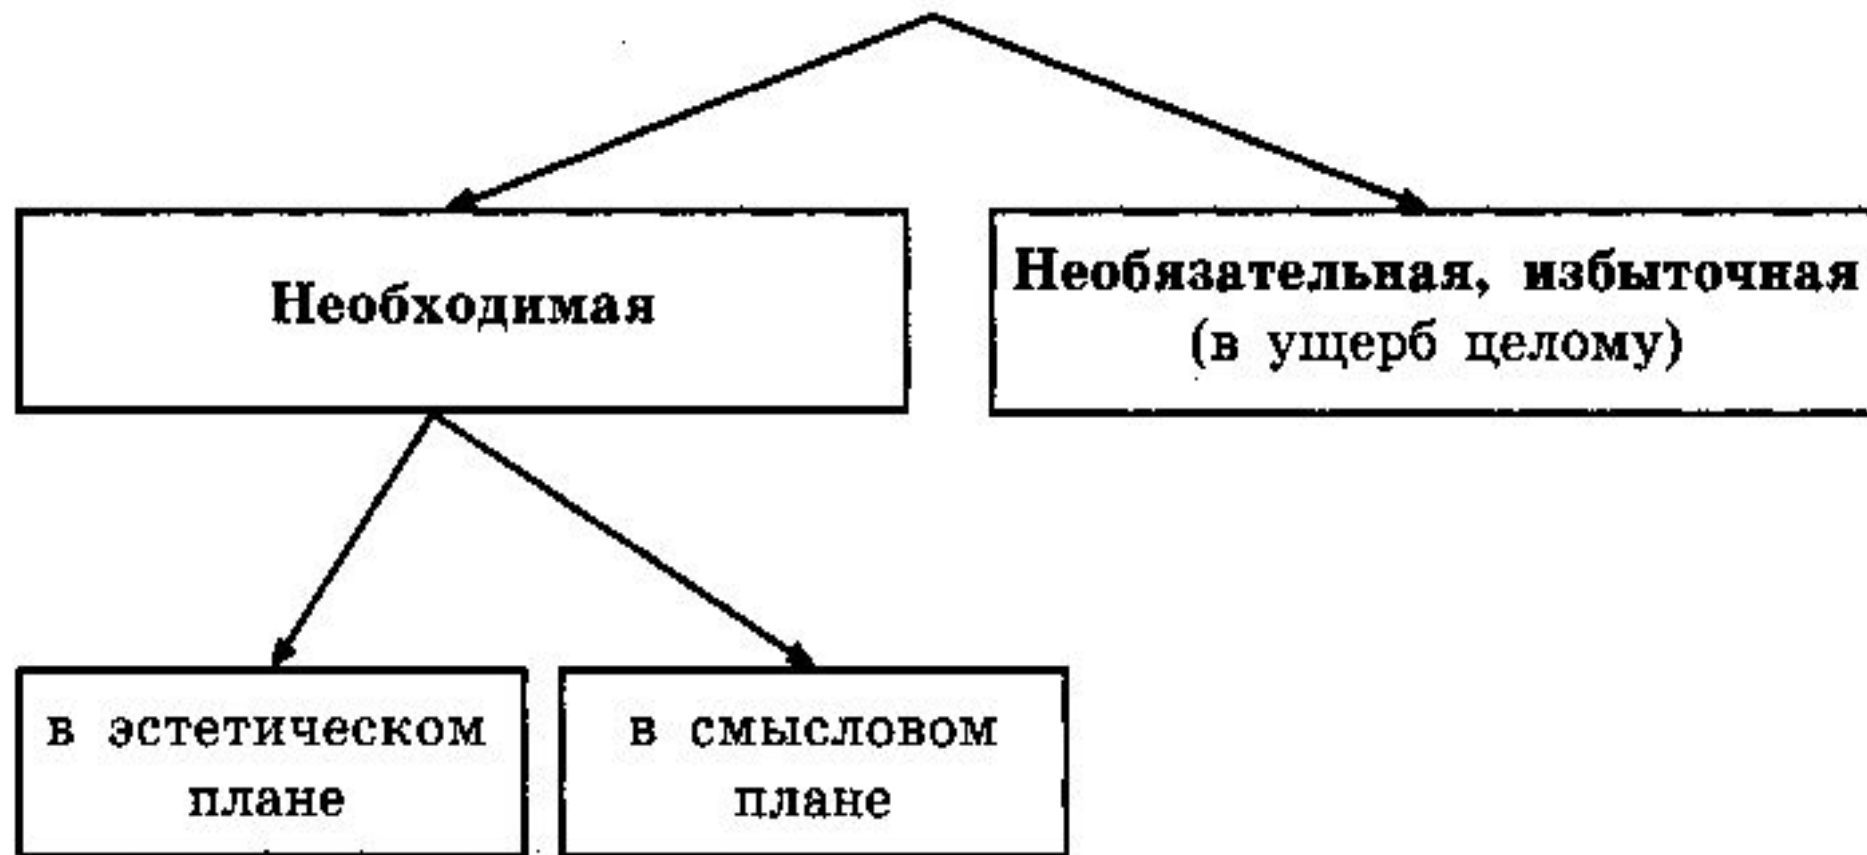 Необходимая
Необязательная, избыточная
(в ущерб целому)
в эстетическом
плане
в смысловом
плане